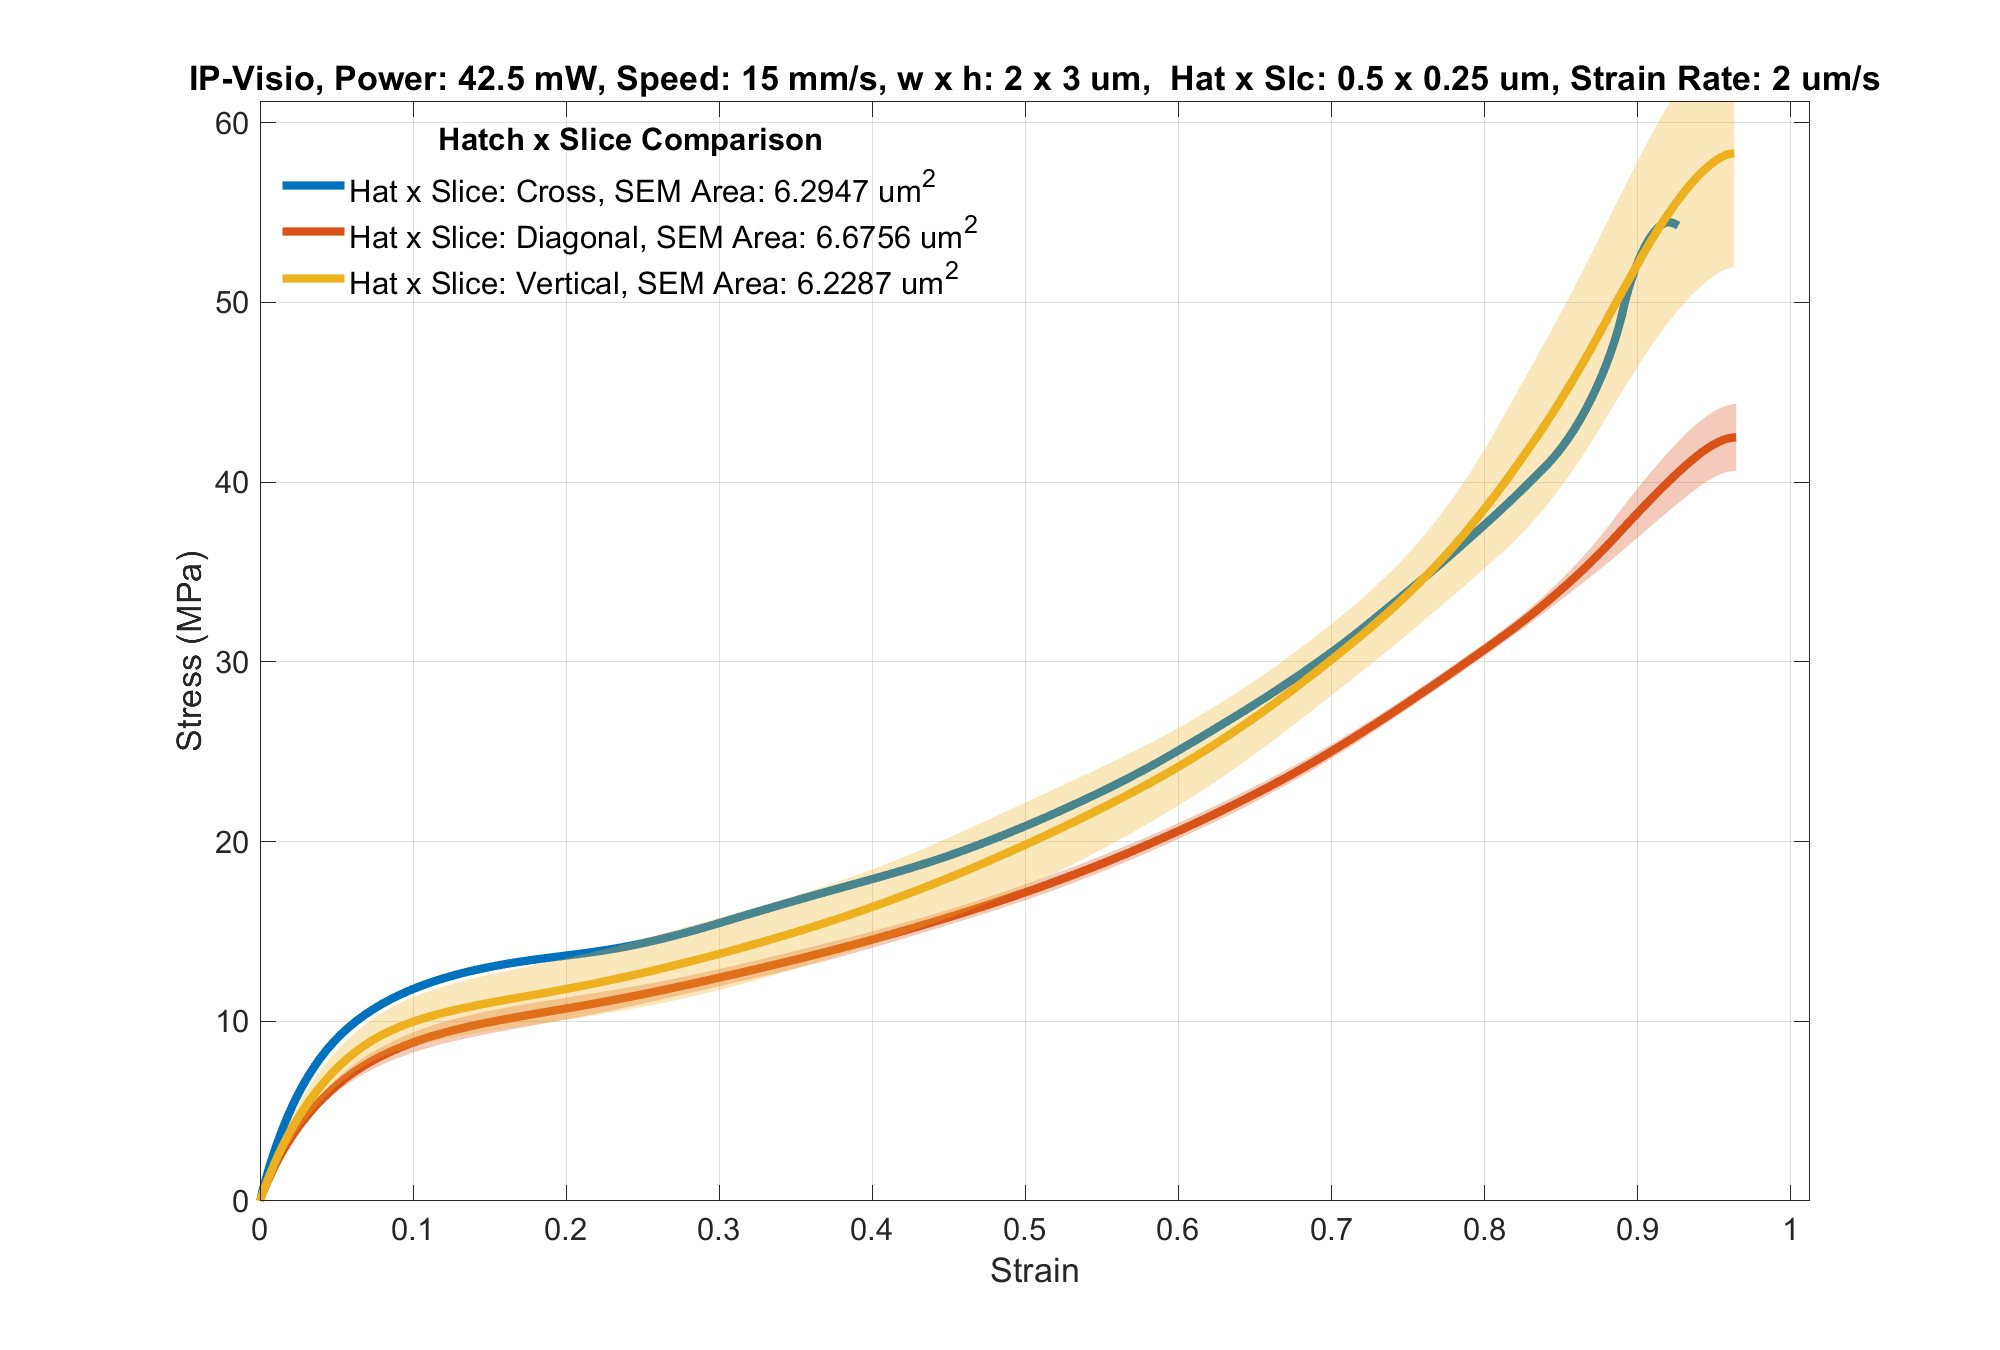 IP-Visio, Power: 42.5 mW, Speed: 15 mm/s, w x h: 2 x 3 um,  Hat x Slc: 0.5 x 0.25 um, Strain Rate: 2 um/s
Hatch x Slice Comparison
Hat x Slice: Cross, SEM Area: 6.2947 um²
Hat x Slice: Diagonal, SEM Area: 6.6756 um²
Hat x Slice: Vertical, SEM Area: 6.2287 um²
60
50
40
30
20
10
0
Stress (MPa)
0 0.1 0.2 0.3 0.4 0.5 0.6 0.7 0.8 0.9 1
Strain